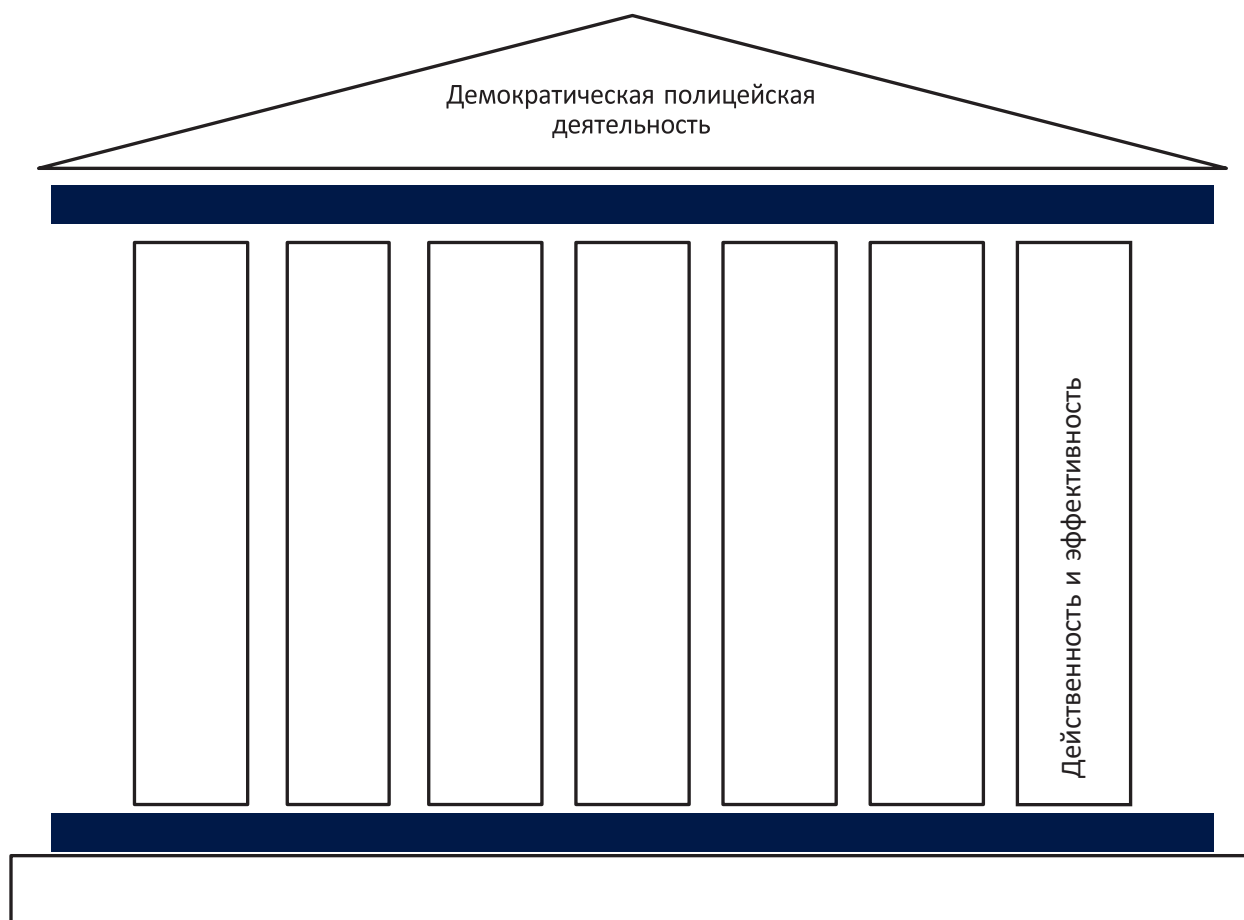 Демократическая полицейская
деятельность
Действенность и эффективность